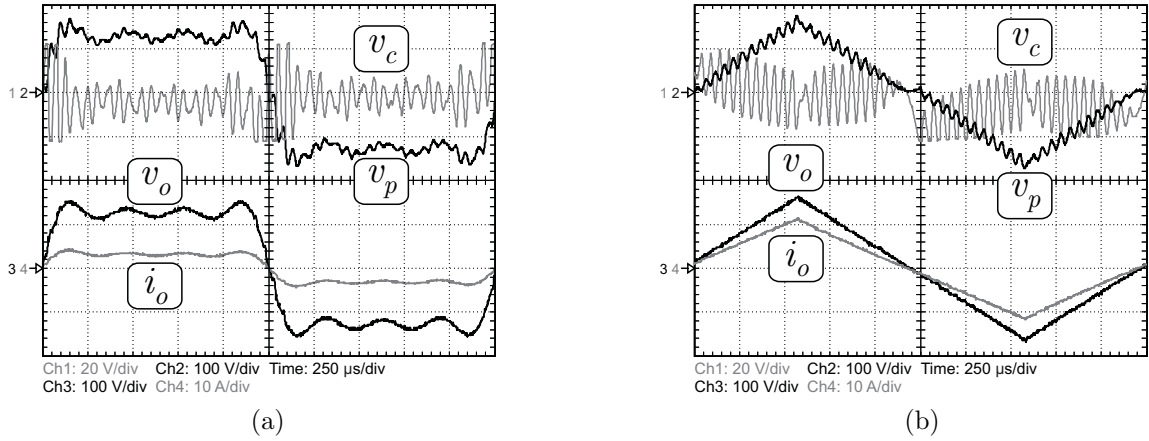 v_c
v_c
1 2
1 2
v_o
v_p
v_o
v_p
3 4
3 4
i_o
i_o
Ch1: 20 V/div Ch2: 100 V/div Time: 250 µs/div
Ch3: 100 V/div Ch4: 10 A/div
Ch1: 20 V/div Ch2: 100 V/div Time: 250 µs/div
Ch3: 100 V/div Ch4: 10 A/div
(a)
(b)